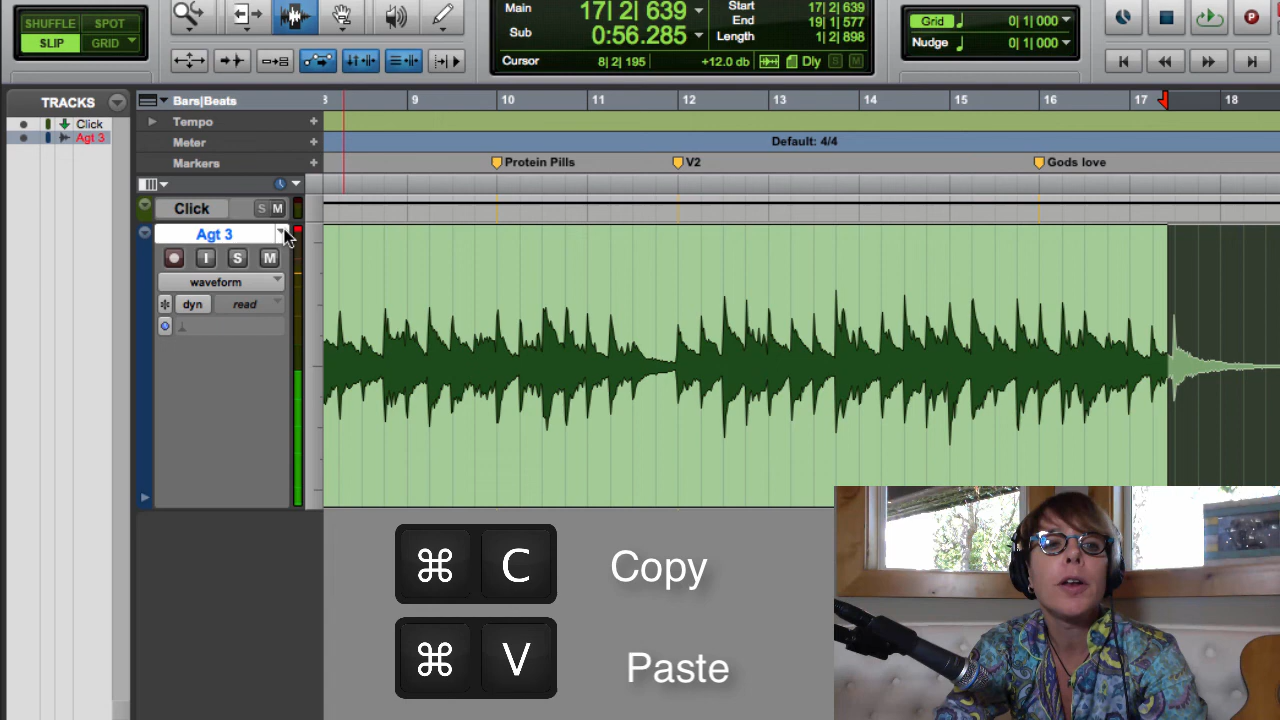 SHUFFLE SPOT
SLIP GRID
Main 17| 2| 639
Sub 0:56.285
Cursor 8| 2| 195
Start 17| 2| 639
End 19| 1| 577
Length 1| 2| 898
+12.0 db Dly S M
Grid 0| 1| 000
Nudge 0| 1| 000
P
TRACKS
Click
Agt 3
Bars|Beats
8 9 10 11 12 13 14 15 16 17 18
Tempo +
Meter + Default: 4/4
Markers + Protein Pills V2 Gods love
Click S M
Agt 3
I S M
waveform
dyn read
⌘ C Copy
⌘ V Paste